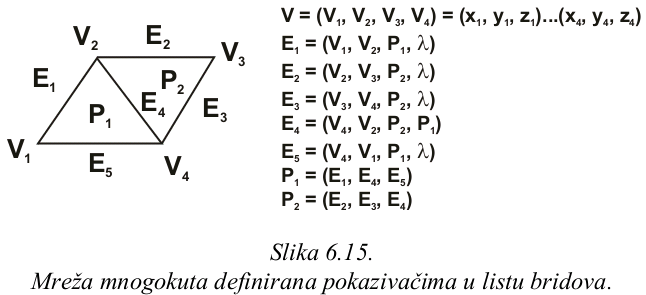 V₂ E₂ V₃
E₁ P₂
E₄ E₃
P₁
V₁ E₅ V₄
V = (V₁, V₂, V₃, V₄) = (x₁, y₁, z₁)...(x₄, y₄, z₄)
E₁ = (V₁, V₂, P₁, λ)
E₂ = (V₂, V₃, P₂, λ)
E₃ = (V₃, V₄, P₂, λ)
E₄ = (V₄, V₂, P₂, P₁)
E₅ = (V₄, V₁, P₁, λ)
P₁ = (E₁, E₄, E₅)
P₂ = (E₂, E₃, E₄)
Slika 6.15.
Mreža mnogokuta definirana pokazivačima u listu bridova.